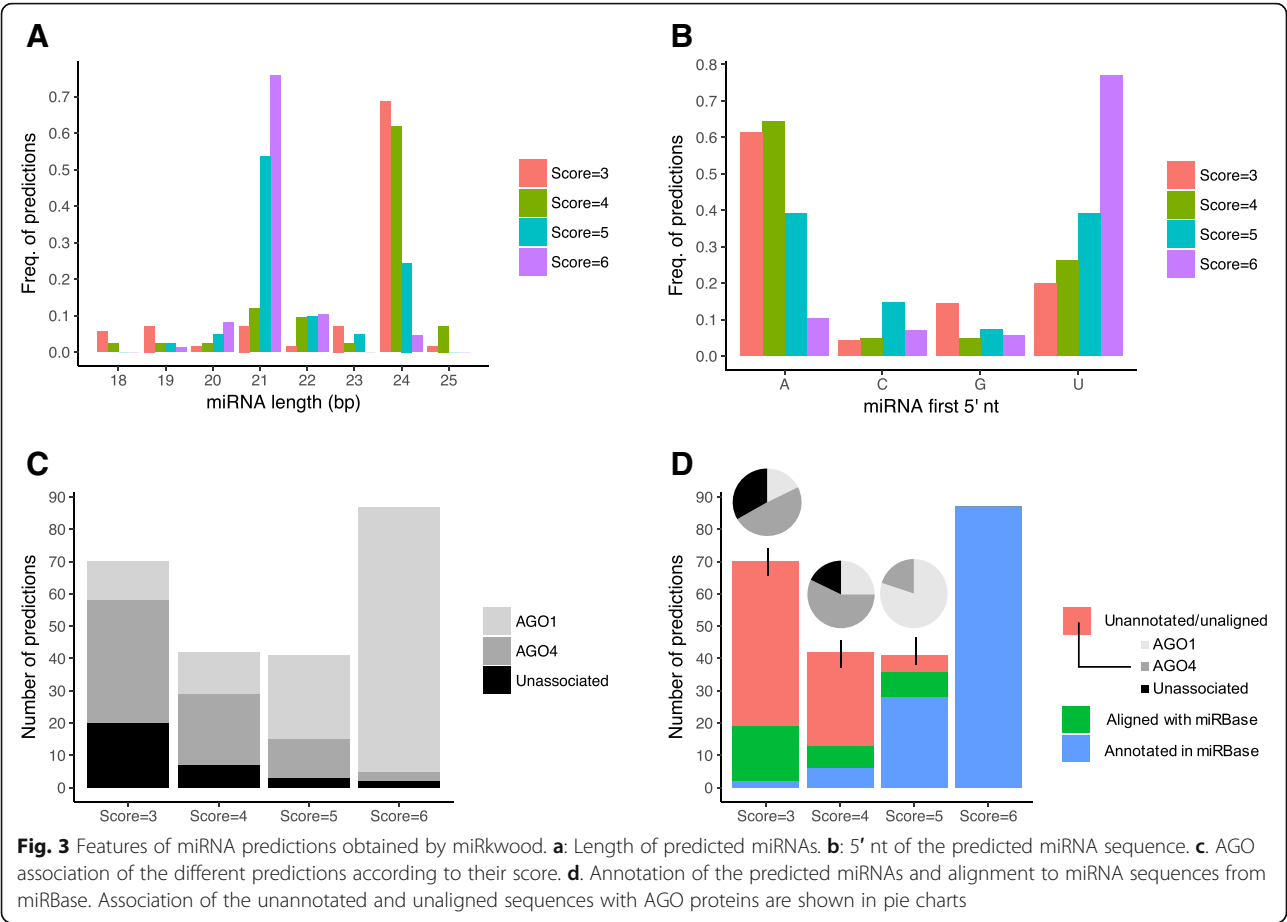 A
Freq. of predictions
0.7
0.6
0.5
0.4
0.3
0.2
0.1
0.0
18 19 20 21 22 23 24 25
miRNA length (bp)
Score=3
Score=4
Score=5
Score=6
B
Freq. of predictions
0.8
0.7
0.6
0.5
0.4
0.3
0.2
0.1
0.0
A C G U
miRNA first 5' nt
Score=3
Score=4
Score=5
Score=6
C
Number of predictions
90
80
70
60
50
40
30
20
10
0
Score=3 Score=4 Score=5 Score=6
AGO1
AGO4
Unassociated
D
Number of predictions
90
80
70
60
50
40
30
20
10
0
Score=3 Score=4 Score=5 Score=6
Unannotated/unaligned
AGO1
AGO4
Unassociated
Aligned with miRBase
Annotated in miRBase
Fig. 3 Features of miRNA predictions obtained by miRkwood. a: Length of predicted miRNAs. b: 5′ nt of the predicted miRNA sequence. c. AGO
association of the different predictions according to their score. d. Annotation of the predicted miRNAs and alignment to miRNA sequences from
miRBase. Association of the unannotated and unaligned sequences with AGO proteins are shown in pie charts